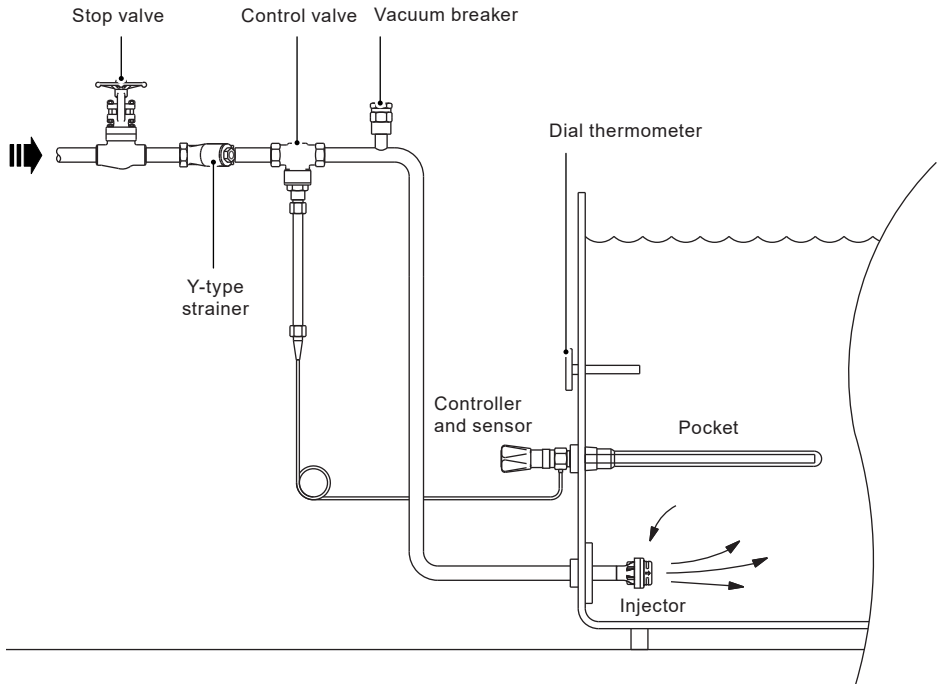 Stop valve
Control valve
Vacuum breaker
Dial thermometer
Y-type
strainer
Controller
and sensor
Pocket
Injector